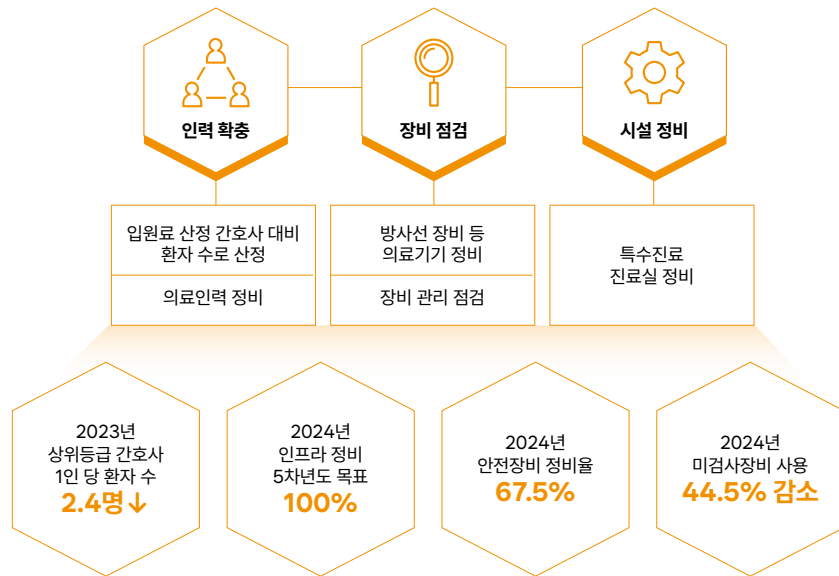 인력 확충
장비 점검
시설 정비
입원료 산정 간호사 대비
환자 수로 산정
의료인력 정비
방사선 장비 등
의료기기 정비
장비 관리 점검
특수진료
진료실 정비
2023년
상위등급 간호사
1인 당 환자 수
2.4명↓
2024년
인프라 정비
5차년도 목표
100%
2024년
안전장비 정비율
67.5%
2024년
미검사장비 사용
44.5% 감소